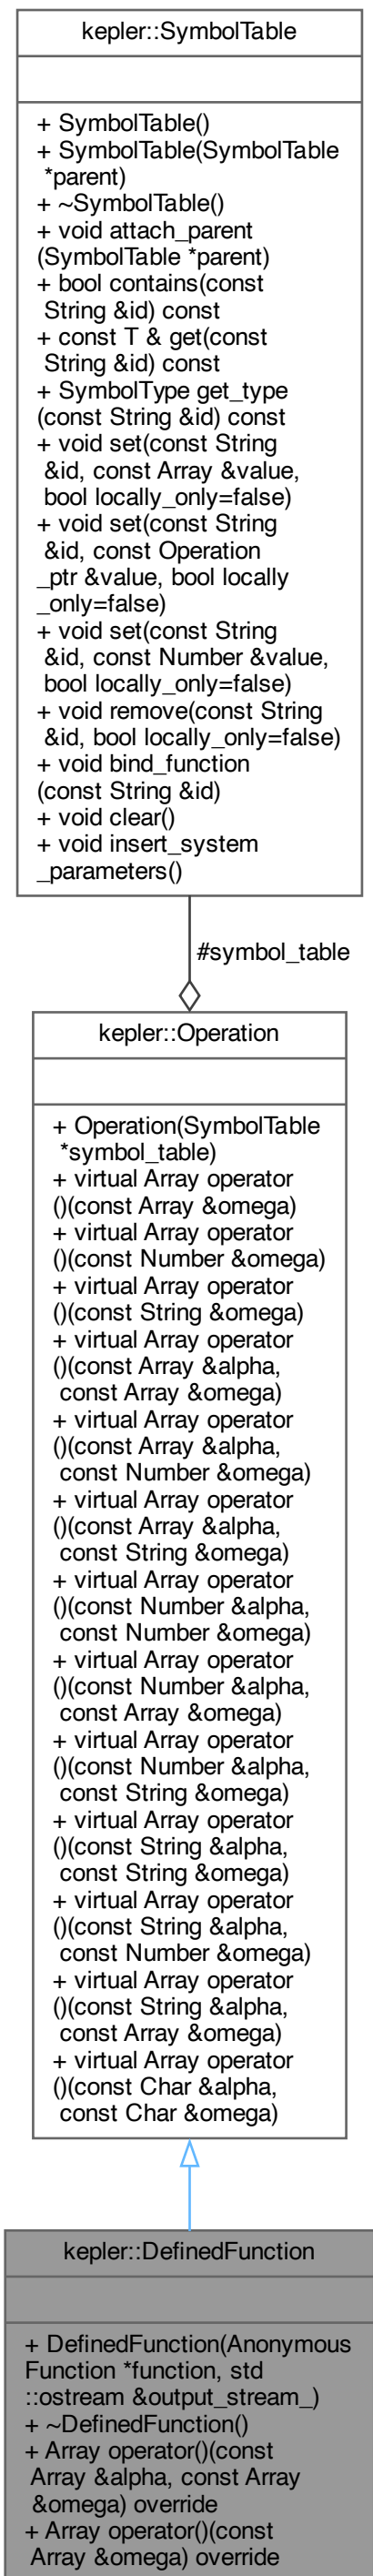 kepler::SymbolTable
+ SymbolTable()
+ SymbolTable(SymbolTable
*parent)
+ ~SymbolTable()
+ void attach_parent
(SymbolTable *parent)
+ bool contains(const
String &id) const
+ const T & get(const
String &id) const
+ SymbolType get_type
(const String &id) const
+ void set(const String
&id, const Array &value,
bool locally_only=false)
+ void set(const String
&id, const Operation
_ptr &value, bool locally
_only=false)
+ void set(const String
&id, const Number &value,
bool locally_only=false)
+ void remove(const String
&id, bool locally_only=false)
+ void bind_function
(const String &id)
+ void clear()
+ void insert_system
_parameters()
#symbol_table
kepler::Operation
+ Operation(SymbolTable
*symbol_table)
+ virtual Array operator
()(const Array &omega)
+ virtual Array operator
()(const Number &omega)
+ virtual Array operator
()(const String &omega)
+ virtual Array operator
()(const Array &alpha,
const Array &omega)
+ virtual Array operator
()(const Array &alpha,
const Number &omega)
+ virtual Array operator
()(const Array &alpha,
const String &omega)
+ virtual Array operator
()(const Number &alpha,
const Number &omega)
+ virtual Array operator
()(const Number &alpha,
const Array &omega)
+ virtual Array operator
()(const Number &alpha,
const String &omega)
+ virtual Array operator
()(const String &alpha,
const String &omega)
+ virtual Array operator
()(const String &alpha,
const Number &omega)
+ virtual Array operator
()(const String &alpha,
const Array &omega)
+ virtual Array operator
()(const Char &alpha,
const Char &omega)
kepler::DefinedFunction
+ DefinedFunction(Anonymous
Function *function, std
::ostream &output_stream_)
+ ~DefinedFunction()
+ Array operator()(const
Array &alpha, const Array
&omega) override
+ Array operator()(const
Array &omega) override